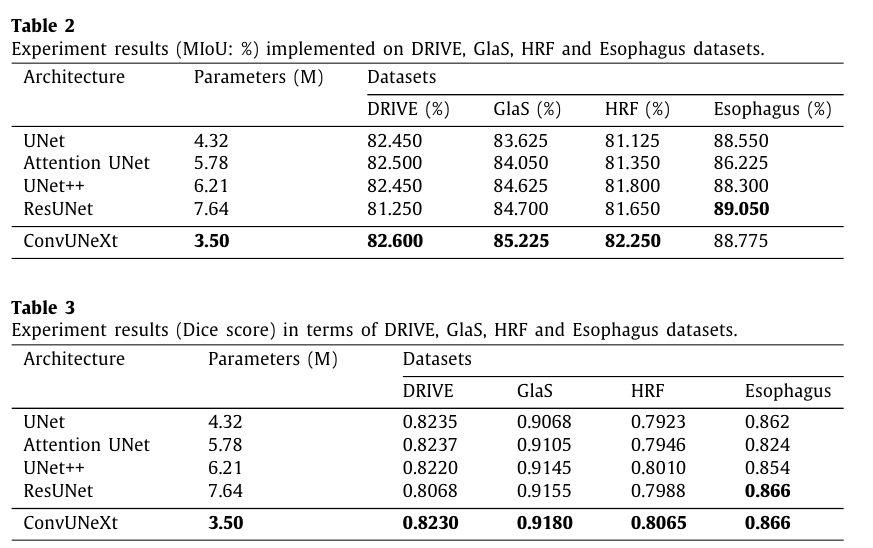 Table 2
Experiment results (MIoU: %) implemented on DRIVE, GlaS, HRF and Esophagus datasets.
Architecture Parameters (M) Datasets
DRIVE (%) GlaS (%) HRF (%) Esophagus (%)
UNet 4.32 82.450 83.625 81.125 88.550
Attention UNet 5.78 82.500 84.050 81.350 86.225
UNet++ 6.21 82.450 84.625 81.800 88.300
ResUNet 7.64 81.250 84.700 81.650 89.050
ConvUNeXt 3.50 82.600 85.225 82.250 88.775
Table 3
Experiment results (Dice score) in terms of DRIVE, GlaS, HRF and Esophagus datasets.
Architecture Parameters (M) Datasets
DRIVE GlaS HRF Esophagus
UNet 4.32 0.8235 0.9068 0.7923 0.862
Attention UNet 5.78 0.8237 0.9105 0.7946 0.824
UNet++ 6.21 0.8220 0.9145 0.8010 0.854
ResUNet 7.64 0.8068 0.9155 0.7988 0.866
ConvUNeXt 3.50 0.8230 0.9180 0.8065 0.866